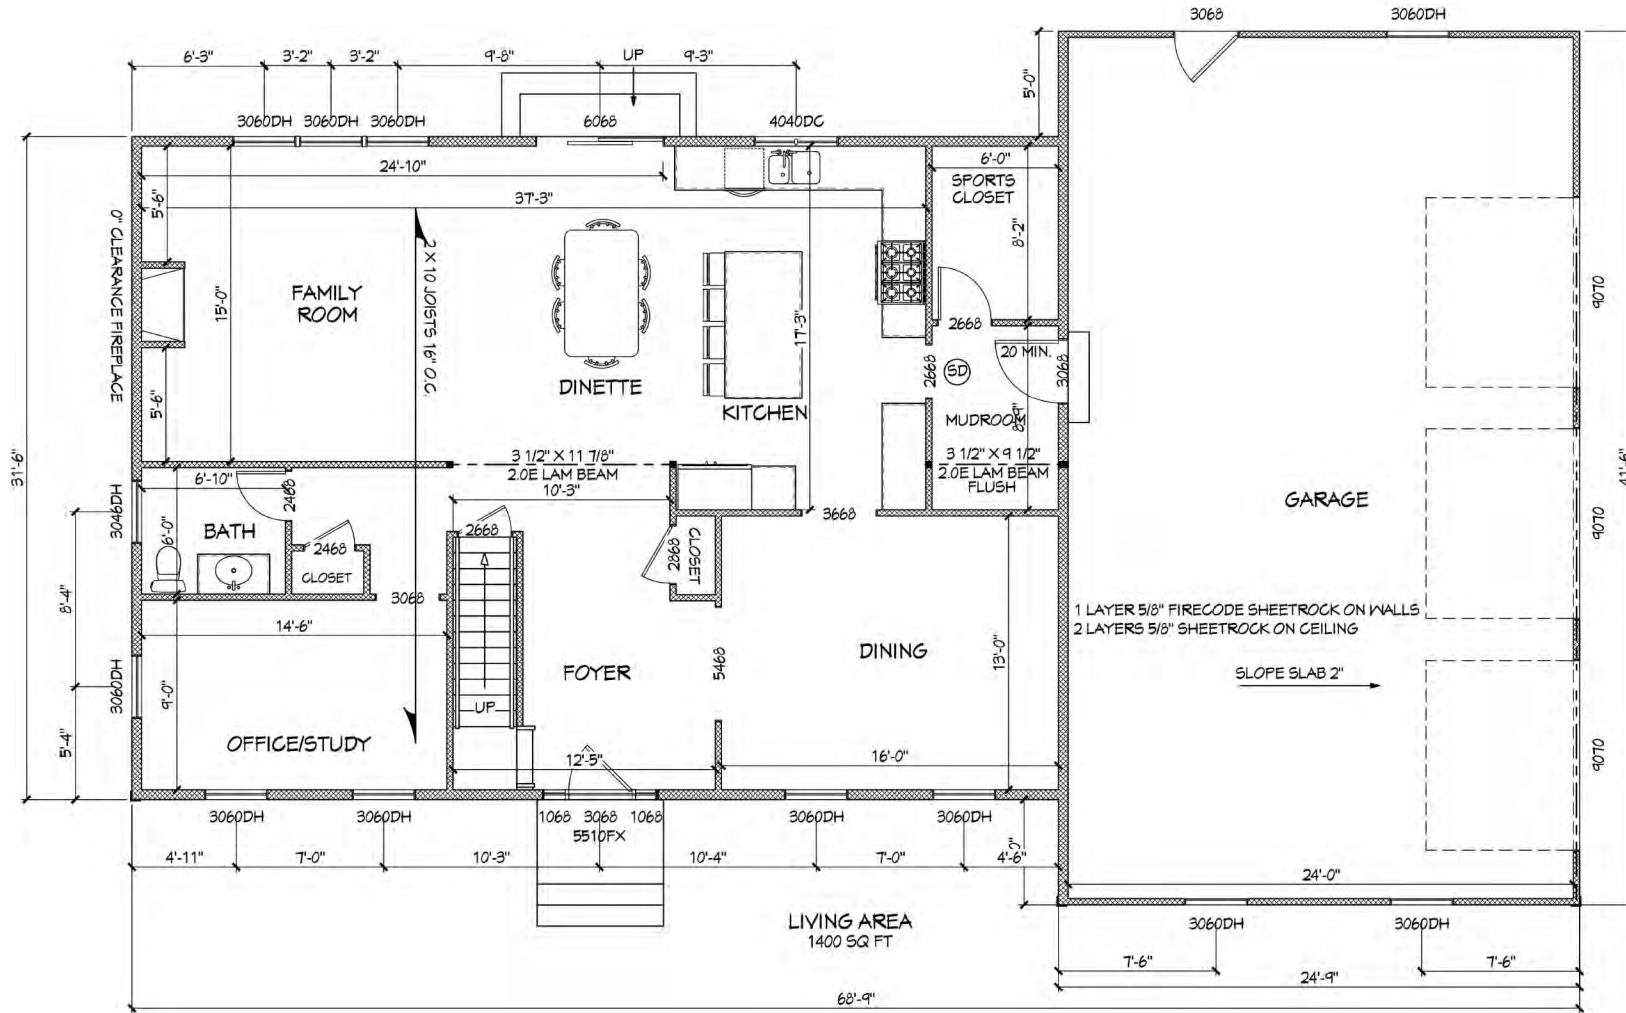 3068
3060DH
6'-3"
3'-2"
3'-2"
9'-8"
UP
9'-3"
5'-0"
3060DH
3060DH
3060DH
6068
4040DC
24'-10"
6'-0"
SPORTS
CLOSET
37'-3"
5'-6"
0" CLEARANCE FIREPLACE
15'-0"
2 X 10 JOISTS 16" O.C.
8'-2"
FAMILY
ROOM
9070
17'-3"
2668
20 MIN.
3068
2668
SD
DINETTE
KITCHEN
MUDROOM
8'-9"
5'-6"
31'-6"
41'-6"
3 1/2" X 11 7/8"
2.0E LAM BEAM
3 1/2" X 9 1/2"
2.0E LAM BEAM
FLUSH
6'-10"
2468
10'-3"
GARAGE
3049DH
BATH
6'-0"
2668
3668
9070
2468
CLOSET
2868
CLOSET
8'-4"
3068
1 LAYER 5/8" FIRECODE SHEETROCK ON WALLS
2 LAYERS 5/8" SHEETROCK ON CEILING
14'-6"
DINING
13'-0"
FOYER
5468
SLOPE SLAB 2"
3060DH
9'-0"
UP
OFFICE/STUDY
5'-4"
12'-5"
16'-0"
9070
3060DH
3060DH
1068
3068
1068
5510FX
3060DH
3060DH
4'-11"
7'-0"
10'-3"
10'-4"
7'-0"
4'-6"
24'-0"
LIVING AREA
1400 SQ FT
3060DH
3060DH
7'-6"
7'-6"
24'-9"
68'-9"